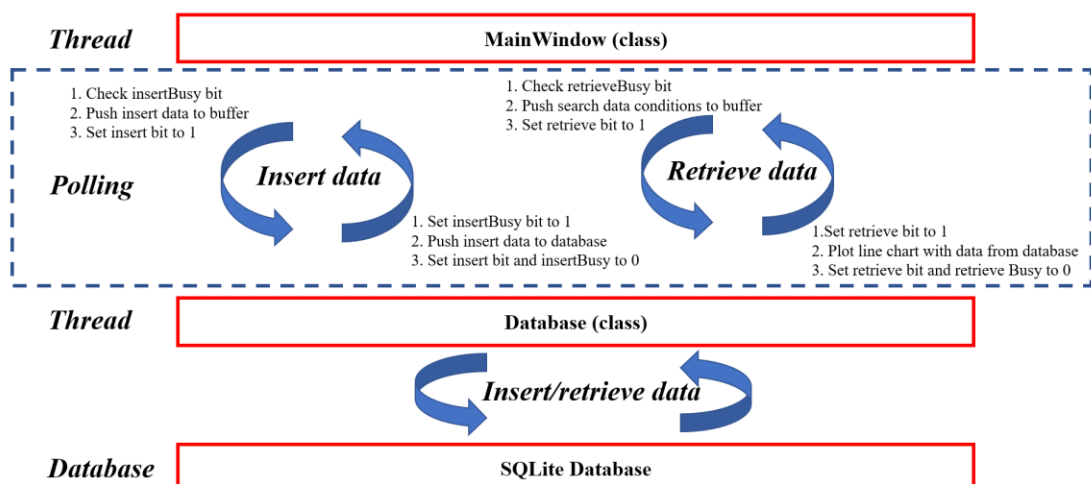 Thread
MainWindow (class)
1. Check insertBusy bit
2. Push insert data to buffer
3. Set insert bit to 1
1. Check retrieveBusy bit
2. Push search data conditions to buffer
3. Set retrieve bit to 1
Polling
Insert data
Retrieve data
1. Set insertBusy bit to 1
2. Push insert data to database
3. Set insert bit and insertBusy to 0
1.Set retrieve bit to 1
2. Plot line chart with data from database
3. Set retrieve bit and retrieve Busy to 0
Thread
Database (class)
Insert/retrieve data
Database
SQLite Database